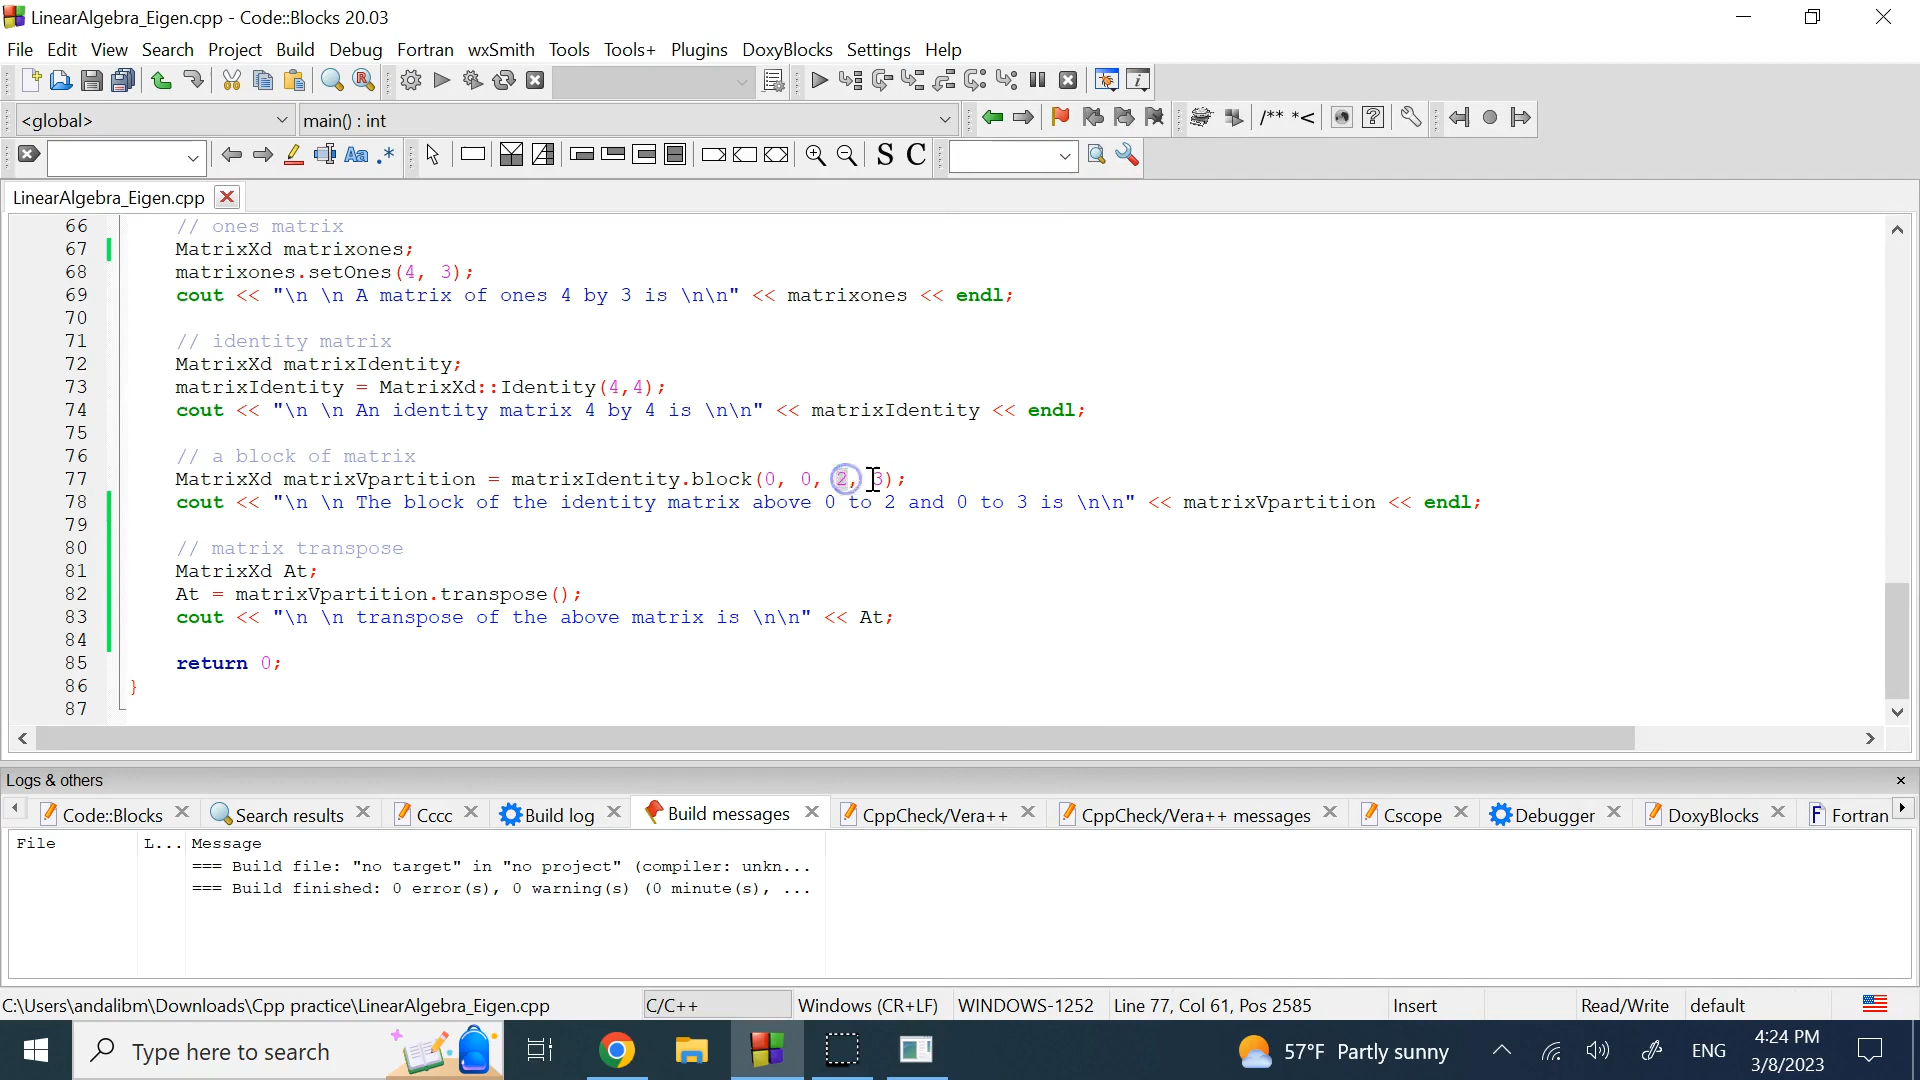 LinearAlgebra_Eigen.cpp - Code::Blocks 20.03
File Edit View Search Project Build Debug Fortran wxSmith Tools Tools+ Plugins DoxyBlocks Settings Help
<global> main() : int /** *<
Aa .* S C
LinearAlgebra_Eigen.cpp
66 // ones matrix
67 MatrixXd matrixones;
68 matrixones.setOnes(4, 3);
69 cout << "\n \n A matrix of ones 4 by 3 is \n\n" << matrixones << endl;
70
71 // identity matrix
72 MatrixXd matrixIdentity;
73 matrixIdentity = MatrixXd::Identity(4,4);
74 cout << "\n \n An identity matrix 4 by 4 is \n\n" << matrixIdentity << endl;
75
76 // a block of matrix
77 MatrixXd matrixVpartition = matrixIdentity.block(0, 0, 2, 3);
78 cout << "\n \n The block of the identity matrix above 0 to 2 and 0 to 3 is \n\n" << matrixVpartition << endl;
79
80 // matrix transpose
81 MatrixXd At;
82 At = matrixVpartition.transpose();
83 cout << "\n \n transpose of the above matrix is \n\n" << At;
84
85 return 0;
86 }
87
Logs & others
Code::Blocks Search results Cccc Build log Build messages CppCheck/Vera++ CppCheck/Vera++ messages Cscope Debugger DoxyBlocks Fortran
File L... Message
=== Build file: "no target" in "no project" (compiler: unkn...
=== Build finished: 0 error(s), 0 warning(s) (0 minute(s), ...
C:\Users\andalibm\Downloads\Cpp practice\LinearAlgebra_Eigen.cpp C/C++ Windows (CR+LF) WINDOWS-1252 Line 77, Col 61, Pos 2585 Insert Read/Write default
Type here to search 57°F Partly sunny ENG 4:24 PM
3/8/2023